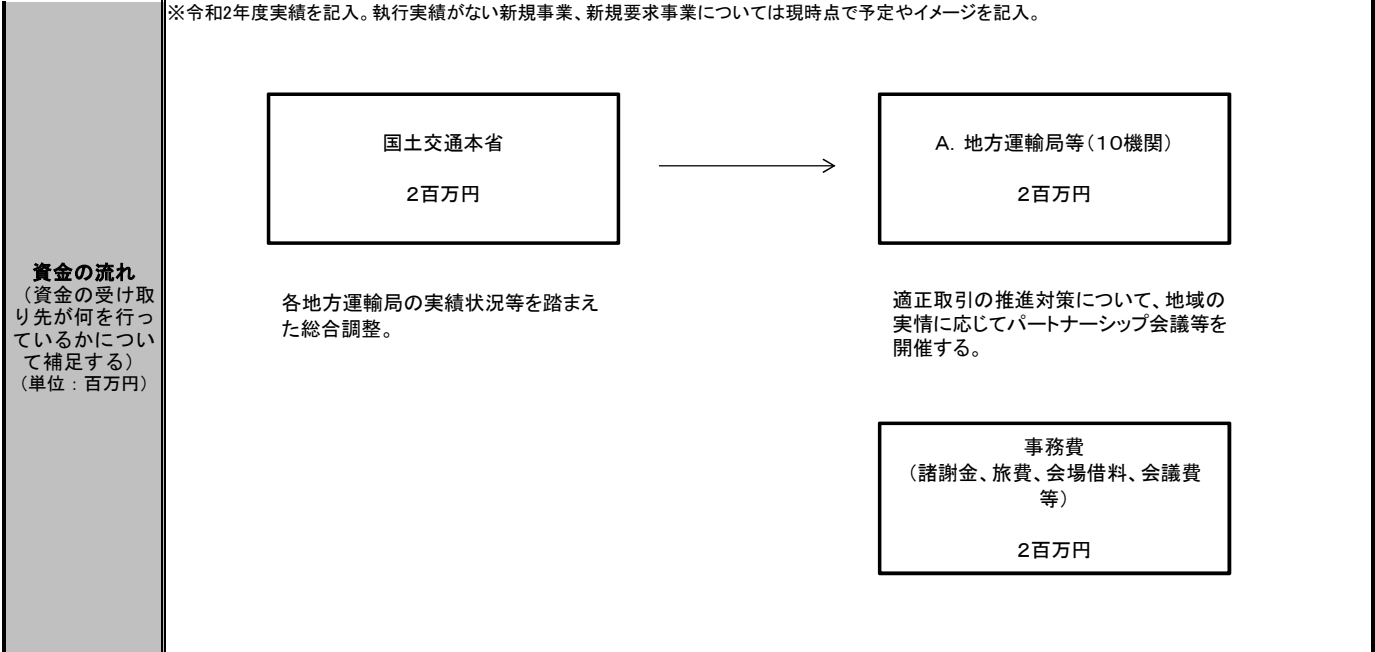 ※令和2年度実績を記入。執行実績がない新規事業、新規要求事業については現時点で予定やイメージを記入。
資金の流れ
(資金の受け取
り先が何を行っ
ているかについ
て補足する)
(単位:百万円)
国土交通本省
2百万円
各地方運輸局の実績状況等を踏まえ
た総合調整。
A. 地方運輸局等(10機関)
2百万円
適正取引の推進対策について、地域の
実情に応じてパートナーシップ会議等を
開催する。
事務費
(諸謝金、旅費、会場借料、会議費
等)
2百万円